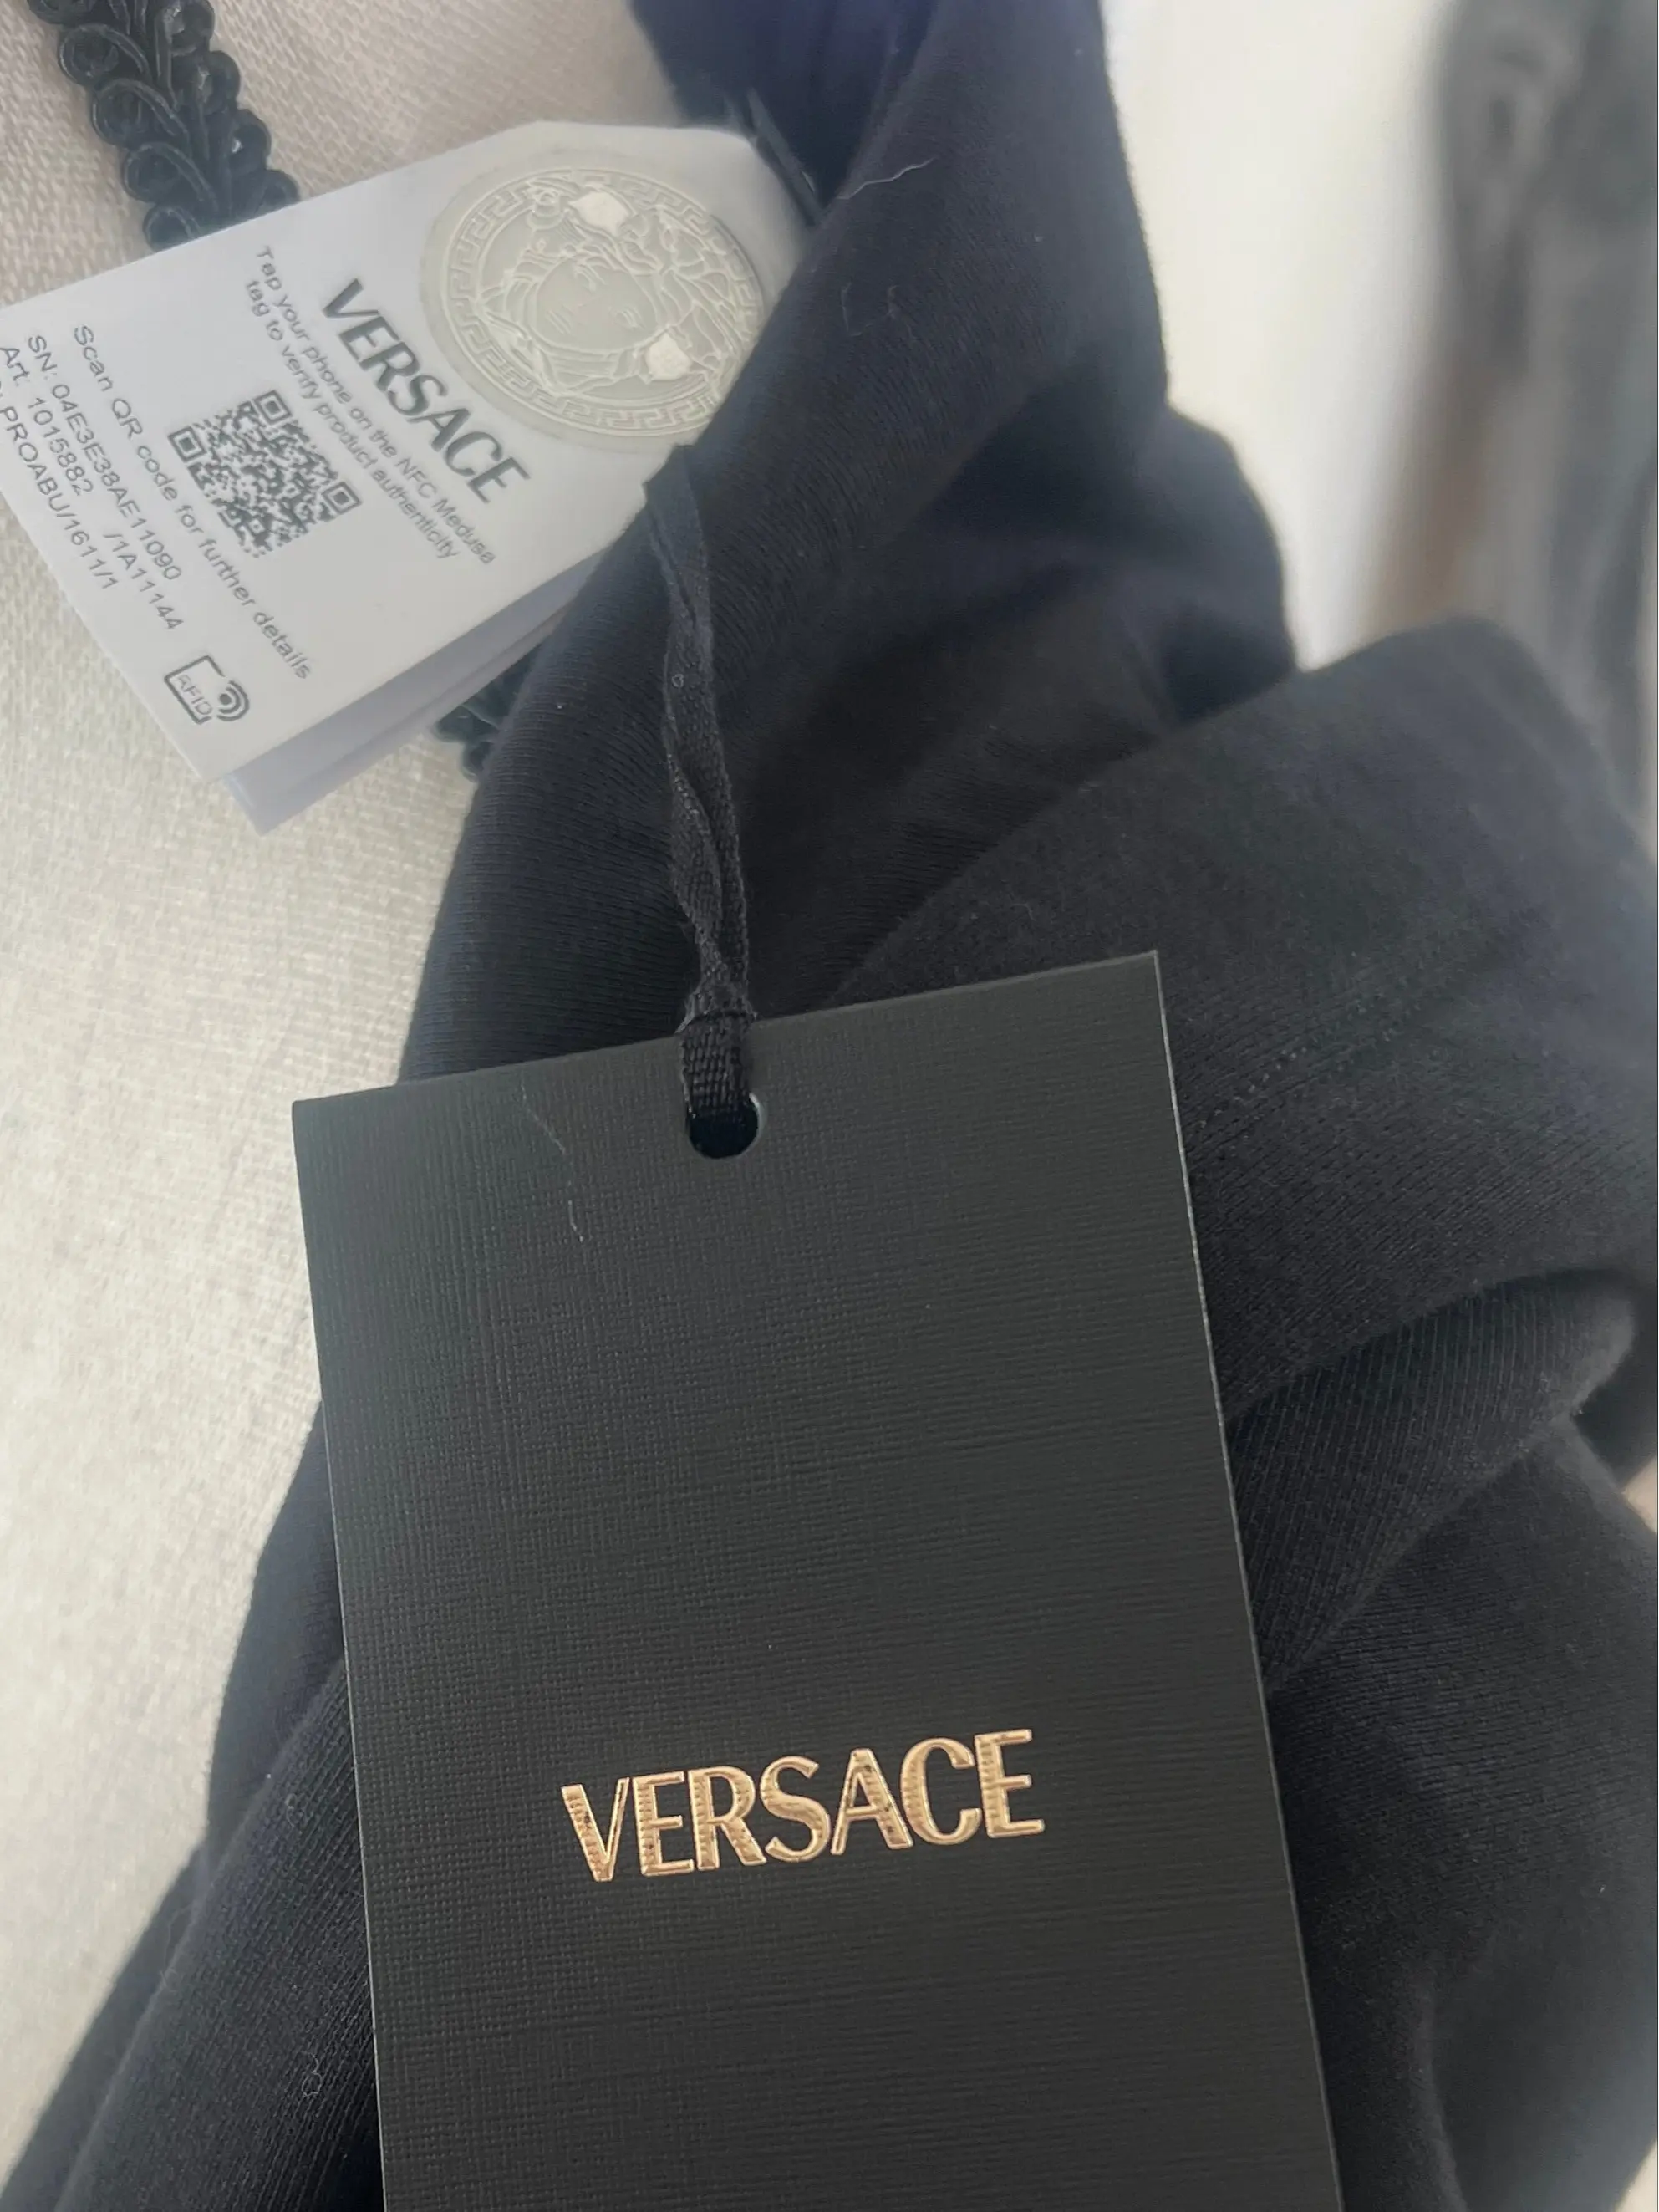 VERSACE
Tap your phone on the NFC Medusa
tag to verify product authenticity
Scan QR code for further details
SN: 04E3E38AE11090
Art: 1015882 /1A11144
PROABU/1611/1
RFID
VERSACE